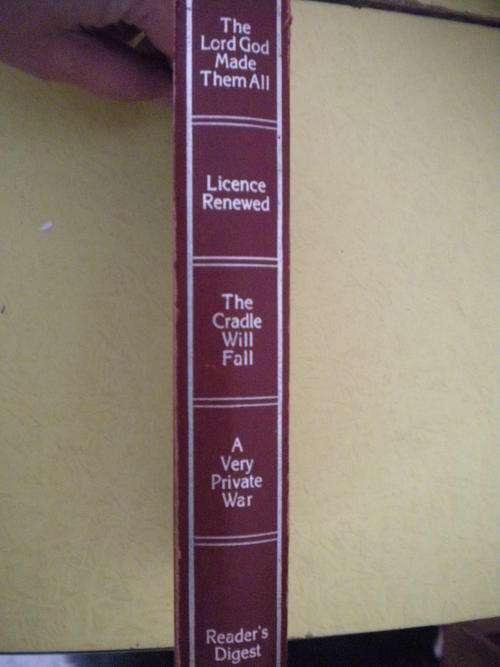 The
Lord God
Made
Them All
Licence
Renewed
The
Cradle
Will
Fall
A
Very
Private
War
Reader's
Digest